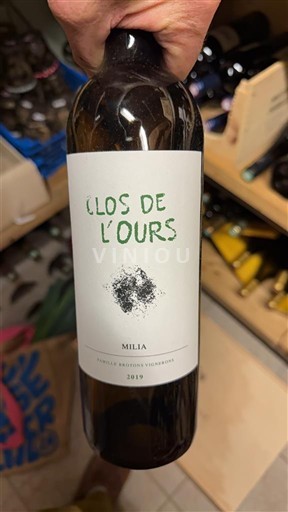 CLOS DE
L'OURS
VINIOU
MILIA
FAMILLE BROTONS VIGNERONS
2019